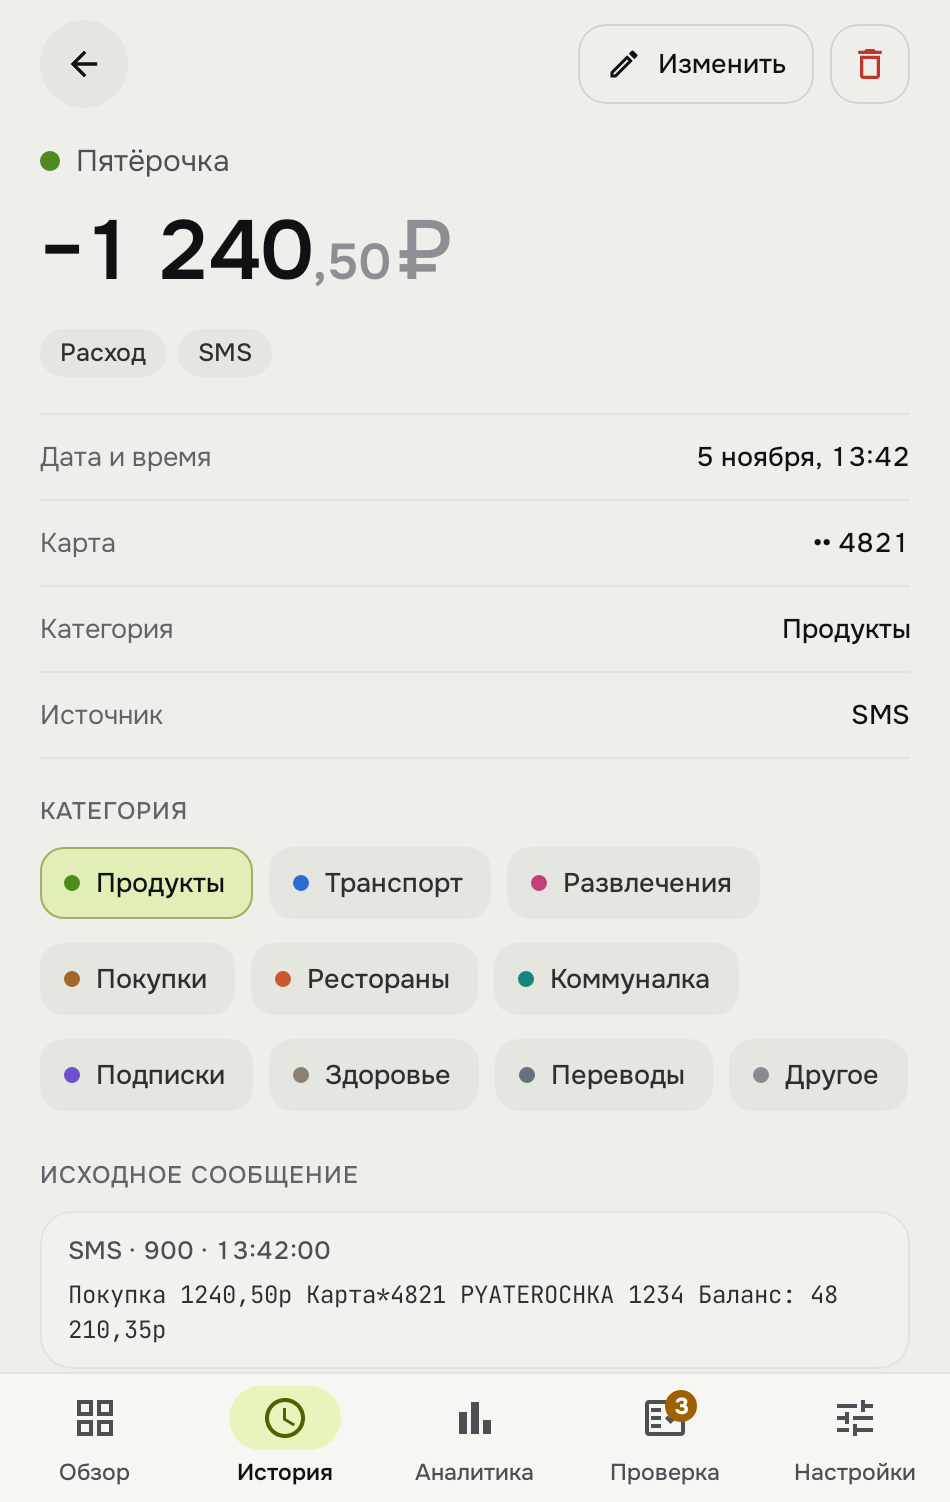 Изменить
Пятёрочка
−1 240,50 ₽
Расход SMS
Дата и время 5 ноября, 13:42
Карта •• 4821
Категория Продукты
Источник SMS
КАТЕГОРИЯ
Продукты Транспорт Развлечения
Покупки Рестораны Коммуналка
Подписки Здоровье Переводы Другое
ИСХОДНОЕ СООБЩЕНИЕ
SMS · 900 · 13:42:00
Покупка 1240,50р Карта*4821 PYATEROCHKA 1234 Баланс: 48
210,35р
3
Обзор История Аналитика Проверка Настройки